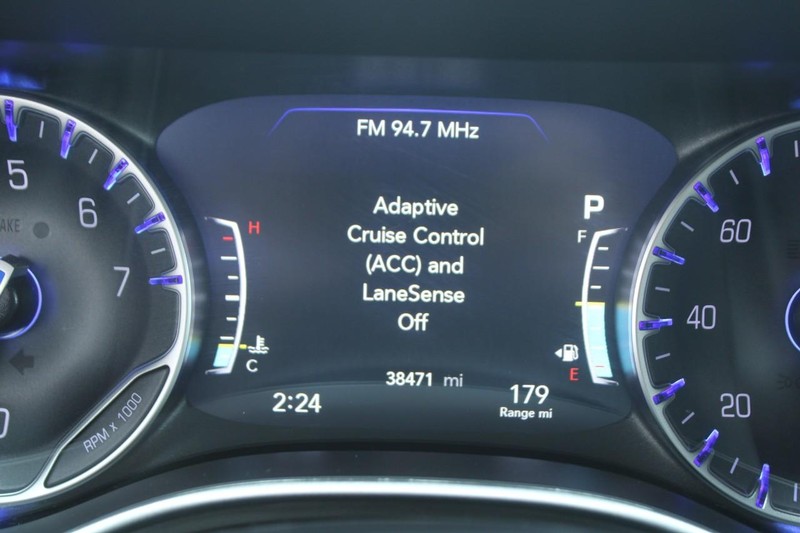 FM 94.7 MHz
Adaptive
Cruise Control
(ACC) and
LaneSense
Off
P
H
C
F
E
38471 mi
2:24
179
Range mi
5
6
7
RPM x 1000
60
40
20